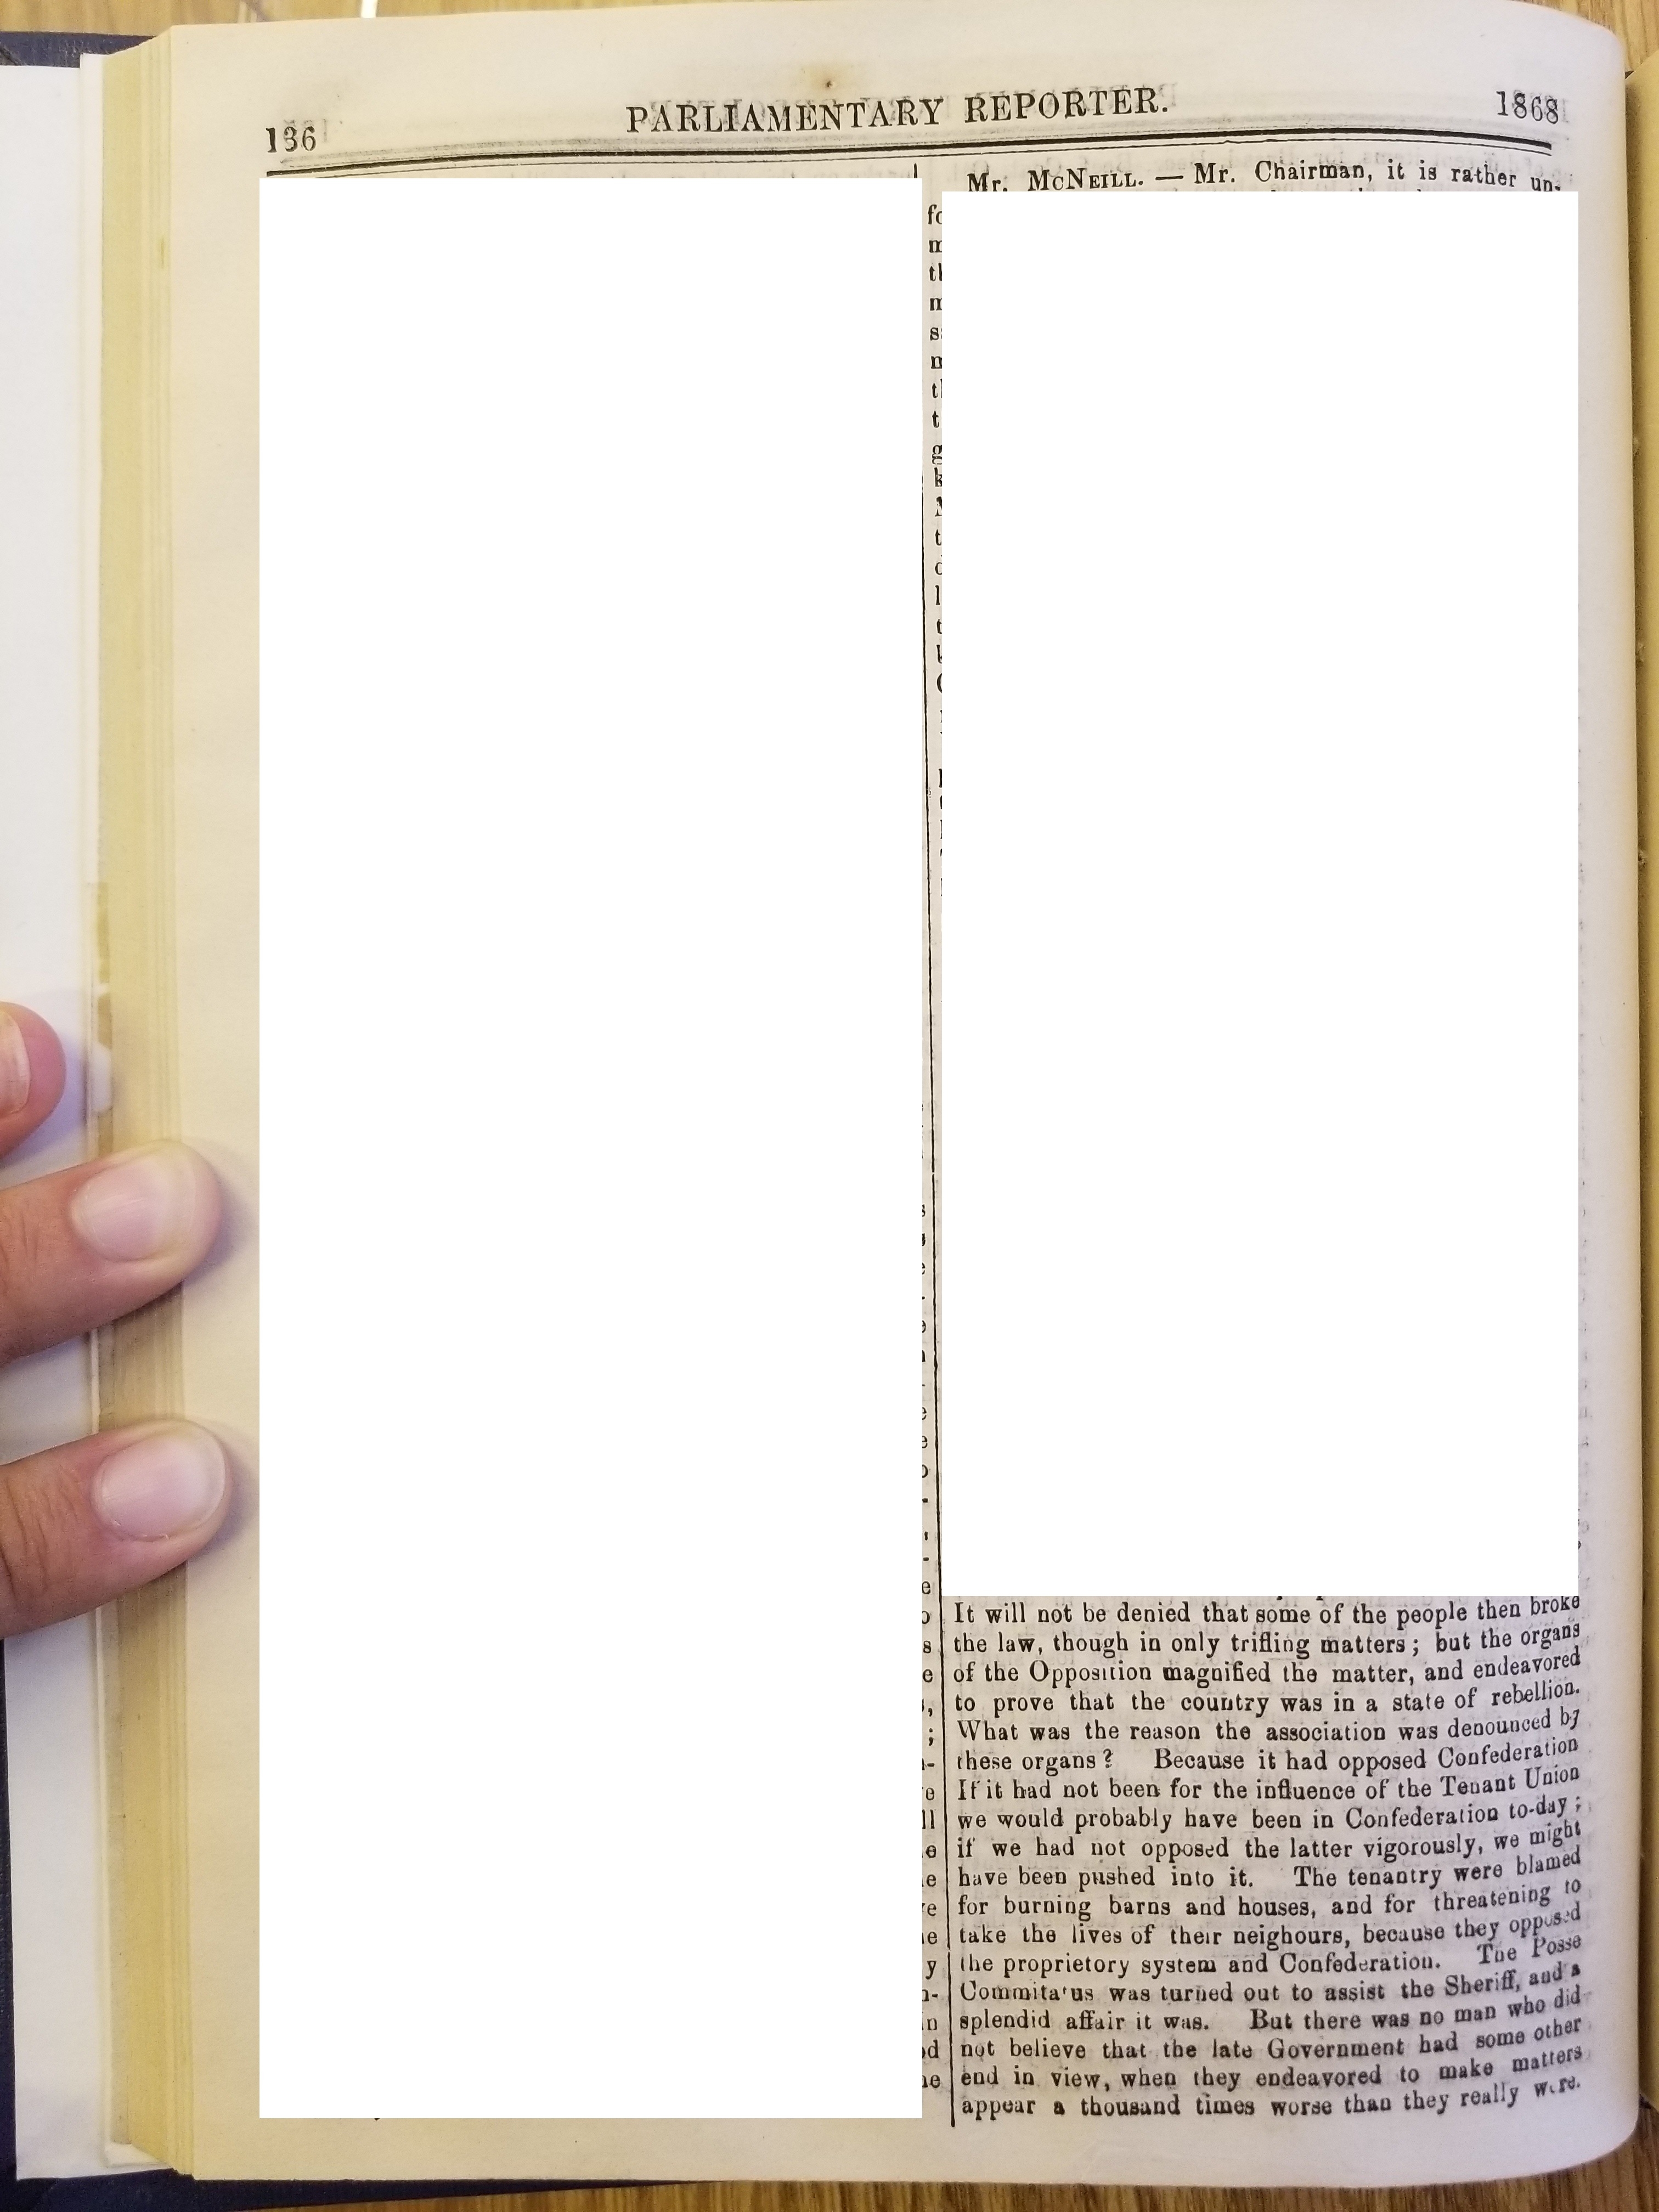 136
PARLIAMENTARY REPORTER.
1868
Mr. McNEILL. — Mr. Chairman, it is rather un-
It will not be denied that some of the people then broke
the law, though in only trifling matters ; but the organs
of the Opposition magnified the matter, and endeavored
to prove that the country was in a state of rebellion.
What was the reason the association was denounced by
these organs ? Because it had opposed Confederation
If it had not been for the influence of the Tenant Union
we would probably have been in Confederation to-day ;
if we had not opposed the latter vigorously, we might
have been pushed into it. The tenantry were blamed
for burning barns and houses, and for threatening to
take the lives of their neighours, because they opposed
the proprietory system and Confederation. The Posse
Commitatus was turned out to assist the Sheriff, and a
splendid affair it was. But there was no man who did
not believe that the late Government had some other
end in view, when they endeavored to make matters
appear a thousand times worse than they really were.